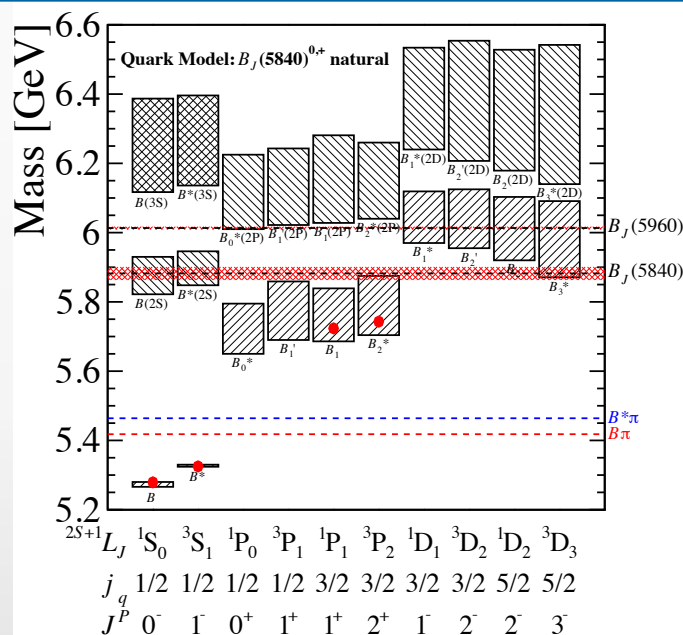 Mass [GeV]
6.6
6.4
6.2
6
5.8
5.6
5.4
5.2
Quark Model: B_J(5840)^{0,+} natural
B(3S) B*(3S) B_0*(2P) B_1(2P) B_1(2P) B_2*(2P) B_1*(2D) B_2'(2D) B_2(2D) B_3*(2D)
B_J(5960)
B(2S) B*(2S) B_1* B_2' B_3*
B_J(5840)
B_0* B_1' B_1 B_2*
B*π
Bπ
B B*
^{2S+1}L_J ^1S_0 ^3S_1 ^1P_0 ^3P_1 ^1P_1 ^3P_2 ^1D_1 ^3D_2 ^1D_2 ^3D_3
j_q 1/2 1/2 1/2 1/2 3/2 3/2 3/2 3/2 5/2 5/2
J^P 0^- 1^- 0^+ 1^+ 1^+ 2^+ 1^- 2^- 2^- 3^-